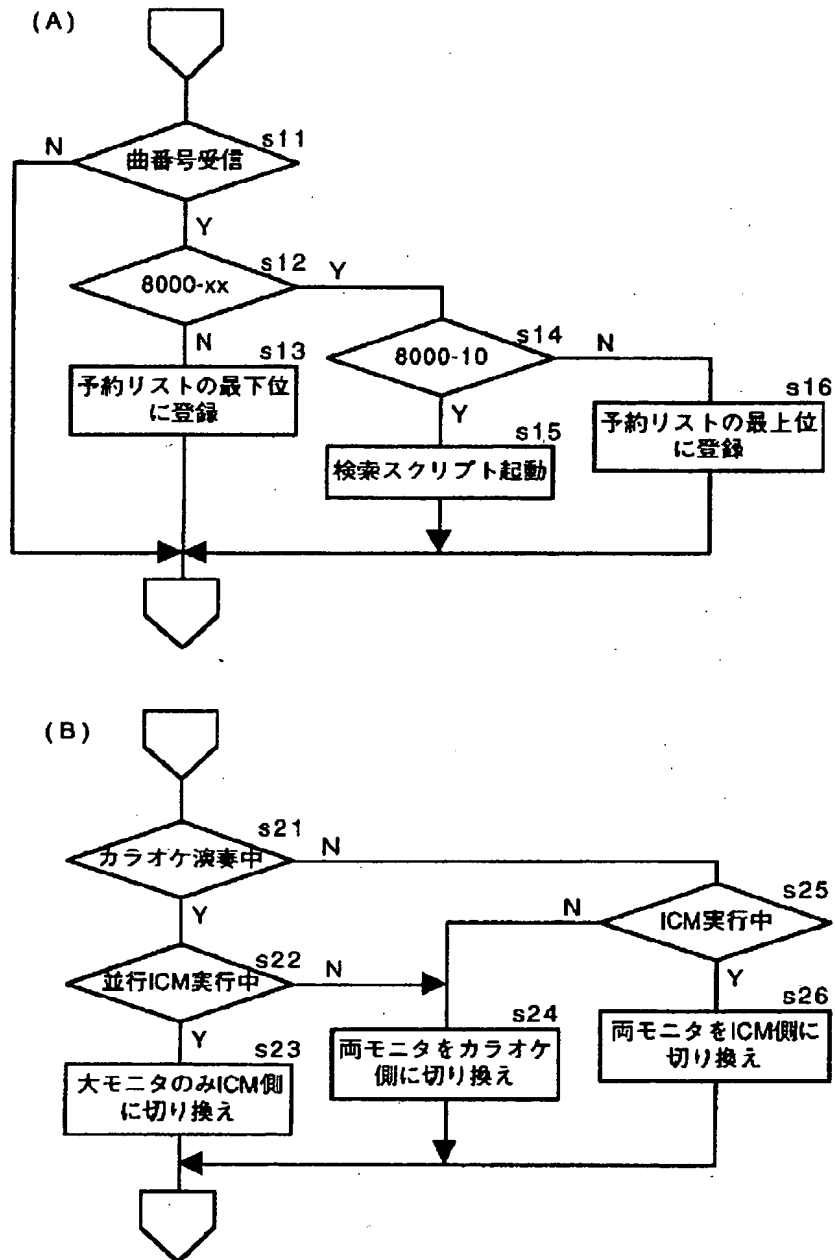 (A)
s11
N
曲番号受信
Y
s12
Y
8000-xx
N
s13
予約リストの最下位
に登録
s14
8000-10
N
Y
s15
検索スクリプト起動
s16
予約リストの最上位
に登録
(B)
s21
カラオケ演奏中
N
Y
s25
ICM実行中
N
Y
s22
並行ICM実行中
N
Y
s23
大モニタのみICM側
に切り換え
s24
両モニタをカラオケ
側に切り換え
s26
両モニタをICM側に
切り換え